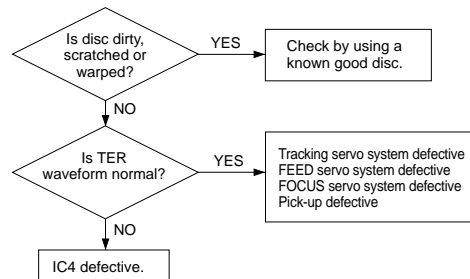 Is disc dirty,
scratched or
warped?
YES
Check by using a
known good disc.
NO
Is TER
waveform normal?
YES
Tracking servo system defective
FEED servo system defective
FOCUS servo system defective
Pick-up defective
NO
IC4 defective.